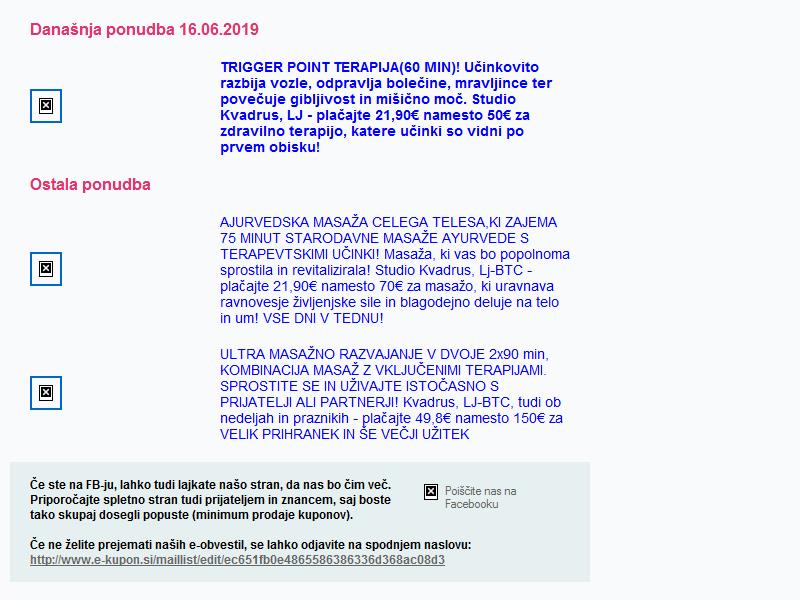 Današnja ponudba 16.06.2019
TRIGGER POINT TERAPIJA(60 MIN)! Učinkovito
razbija vozle, odpravlja bolečine, mravljince ter
povečuje gibljivost in mišično moč. Studio
Kvadrus, LJ - plačajte 21,90€ namesto 50€ za
zdravilno terapijo, katere učinki so vidni po
prvem obisku!
Ostala ponudba
AJURVEDSKA MASAŽA CELEGA TELESA,KI ZAJEMA
75 MINUT STARODAVNE MASAŽE AYURVEDE S
TERAPEVTSKIMI UČINKI! Masaža, ki vas bo popolnoma
sprostila in revitalizirala! Studio Kvadrus, Lj-BTC -
plačajte 21,90€ namesto 70€ za masažo, ki uravnava
ravnovesje življenjske sile in blagodejno deluje na telo
in um! VSE DNI V TEDNU!
ULTRA MASAŽNO RAZVAJANJE V DVOJE 2x90 min,
KOMBINACIJA MASAŽ Z VKLJUČENIMI TERAPIJAMI.
SPROSTITE SE IN UŽIVAJTE ISTOČASNO S
PRIJATELJI ALI PARTNERJI! Kvadrus, LJ-BTC, tudi ob
nedeljah in praznikih - plačajte 49,8€ namesto 150€ za
VELIK PRIHRANEK IN ŠE VEČJI UŽITEK
Če ste na FB-ju, lahko tudi lajkate našo stran, da nas bo čim več.
Priporočajte spletno stran tudi prijateljem in znancem, saj boste
tako skupaj dosegli popuste (minimum prodaje kuponov).
Poiščite nas na
Facebooku
Če ne želite prejemati naših e-obvestil, se lahko odjavite na spodnjem naslovu:
http://www.e-kupon.si/maillist/edit/ec651fb0e4865586386336d368ac08d3